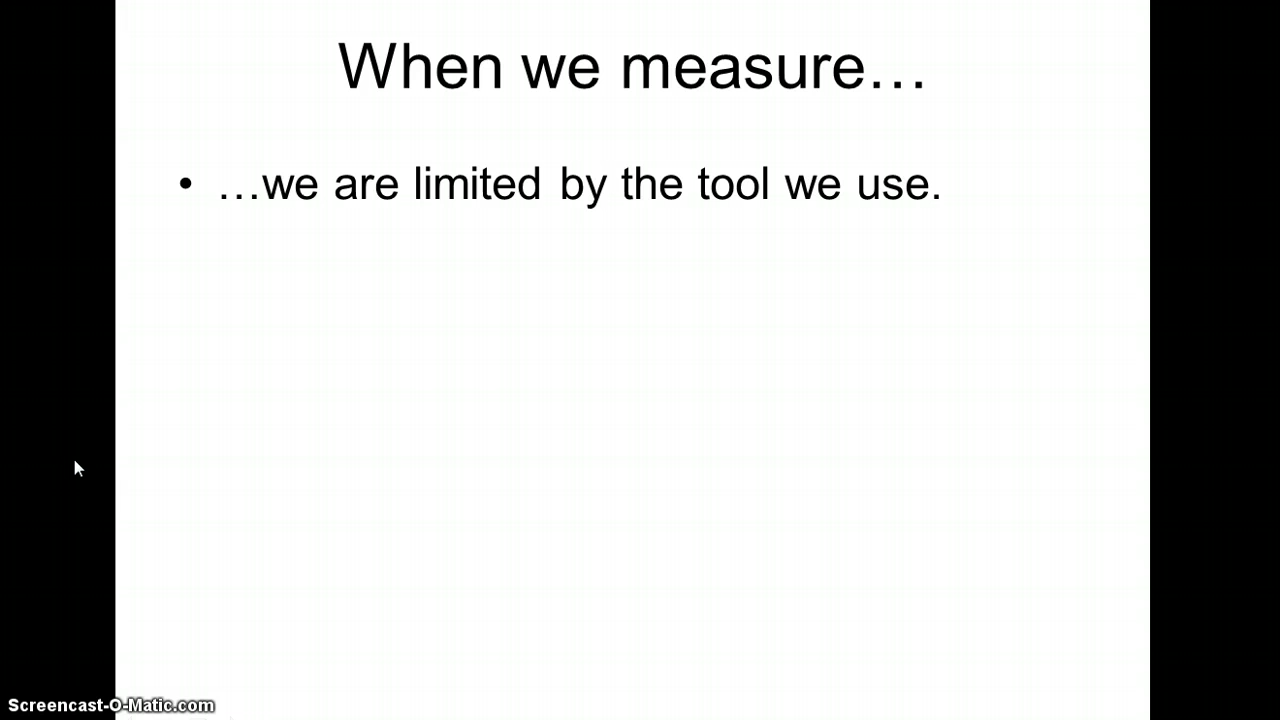 When we measure…
• …we are limited by the tool we use.
Screencast-O-Matic.com